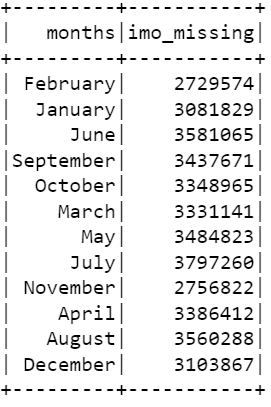 +---------+-----------+
|   months|imo_missing|
+---------+-----------+
| February|    2729574|
|  January|    3081829|
|     June|    3581065|
|September|    3437671|
|  October|    3348965|
|    March|    3331141|
|      May|    3484823|
|     July|    3797260|
| November|    2756822|
|    April|    3386412|
|   August|    3560288|
| December|    3103867|
+---------+-----------+